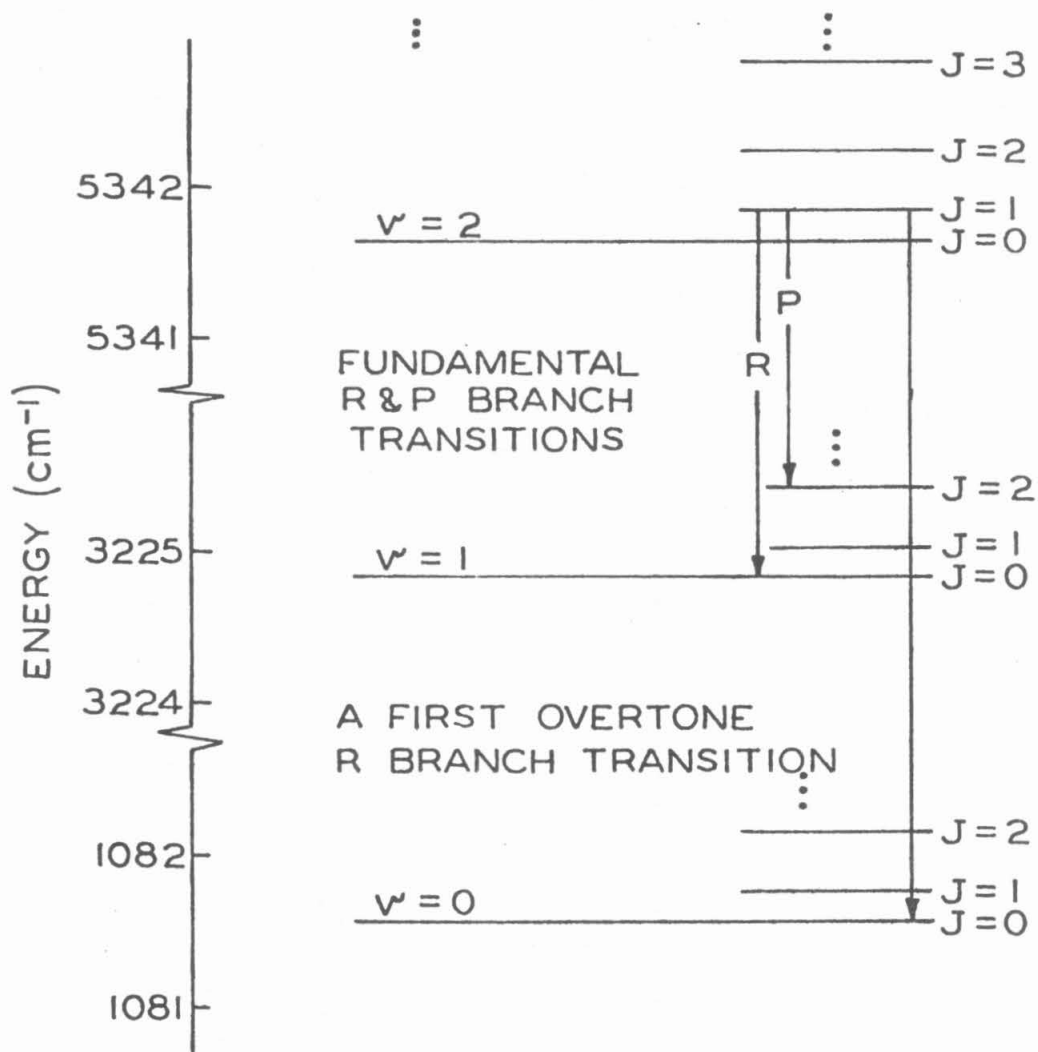 J=3
J=2
5342
J=1
v=2
J=0
P
5341
FUNDAMENTAL
R
R&P BRANCH
TRANSITIONS
ENERGY (cm⁻¹)
J=2
3225
J=1
v=1
J=0
3224
A FIRST OVERTONE
R BRANCH TRANSITION
J=2
1082
J=1
v=0
J=0
1081